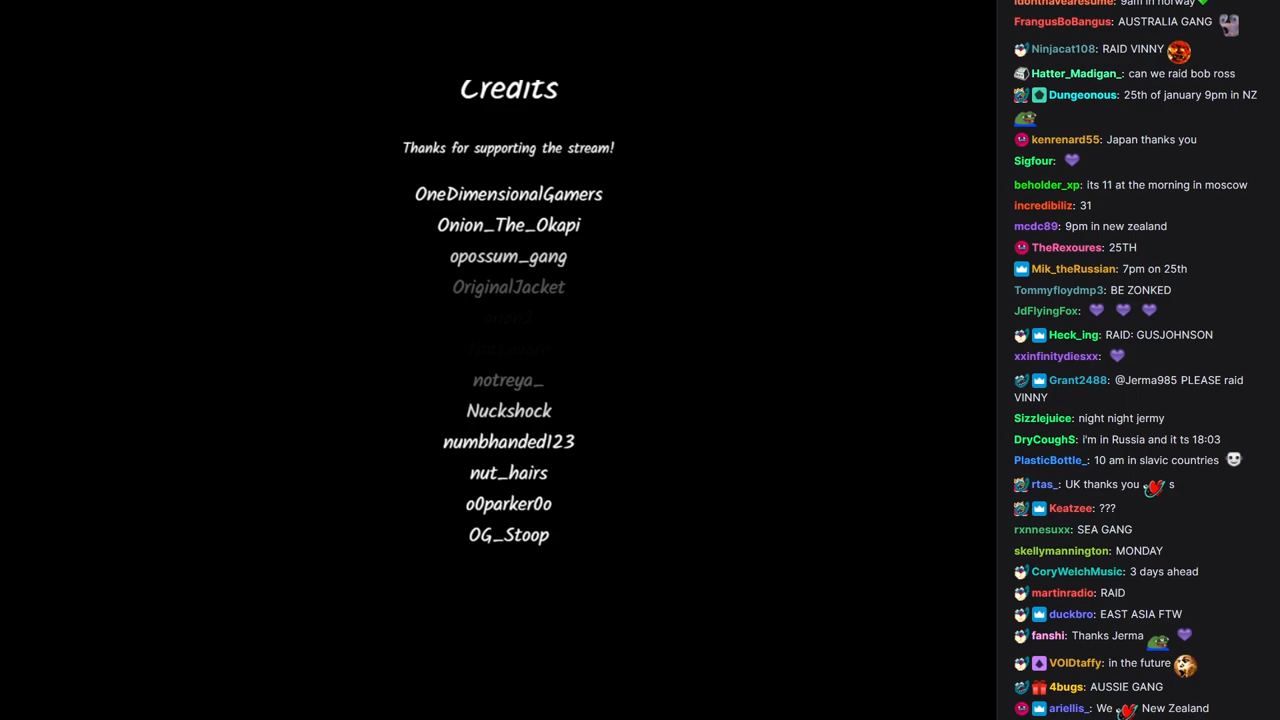 Credits
Thanks for supporting the stream!
OneDimensionalGamers
Onion_The_Okapi
opossum_gang
OriginalJacket
notreya_
Nuckshock
numbhanded123
nut_hairs
o0parker0o
OG_Stoop
idonthavearesume: 9am in norway
FrangusBoBangus: AUSTRALIA GANG
Ninjacat108: RAID VINNY
Hatter_Madigan_: can we raid bob ross
Dungeonous: 25th of january 9pm in NZ
kenrenard55: Japan thanks you
Sigfour:
beholder_xp: its 11 at the morning in moscow
incredibiliz: 31
mcdc89: 9pm in new zealand
TheRexoures: 25TH
Mik_theRussian: 7pm on 25th
Tommyfloydmp3: BE ZONKED
JdFlyingFox:
Heck_ing: RAID: GUSJOHNSON
xxinfinitydiesxx:
Grant2488: @Jerma985 PLEASE raid
VINNY
Sizzlejuice: night night jermy
DryCoughS: i'm in Russia and it ts 18:03
PlasticBottle_: 10 am in slavic countries
rtas_: UK thanks you s
Keatzee: ???
rxnnesuxx: SEA GANG
skellymannington: MONDAY
CoryWelchMusic: 3 days ahead
martinradio: RAID
duckbro: EAST ASIA FTW
fanshi: Thanks Jerma
VOIDtaffy: in the future
4bugs: AUSSIE GANG
ariellis_: We New Zealand